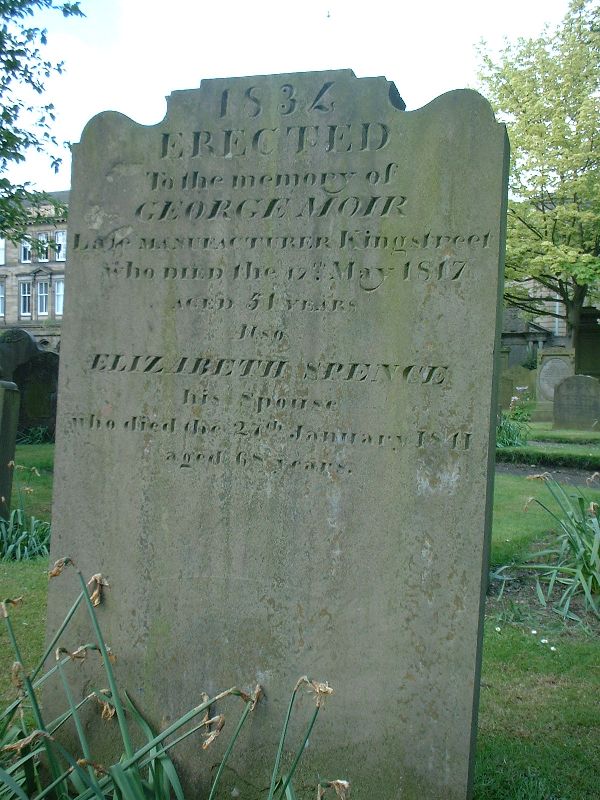 1834
ERECTED
To the memory of
GEORGE MOIR
Late MANUFACTURER Kingstreet
who DIED the 17th May 1817
AGED 51 YEARS
Also
ELIZABETH SPENCE
his Spouse
who died the 27th January 1841
aged 68 years.